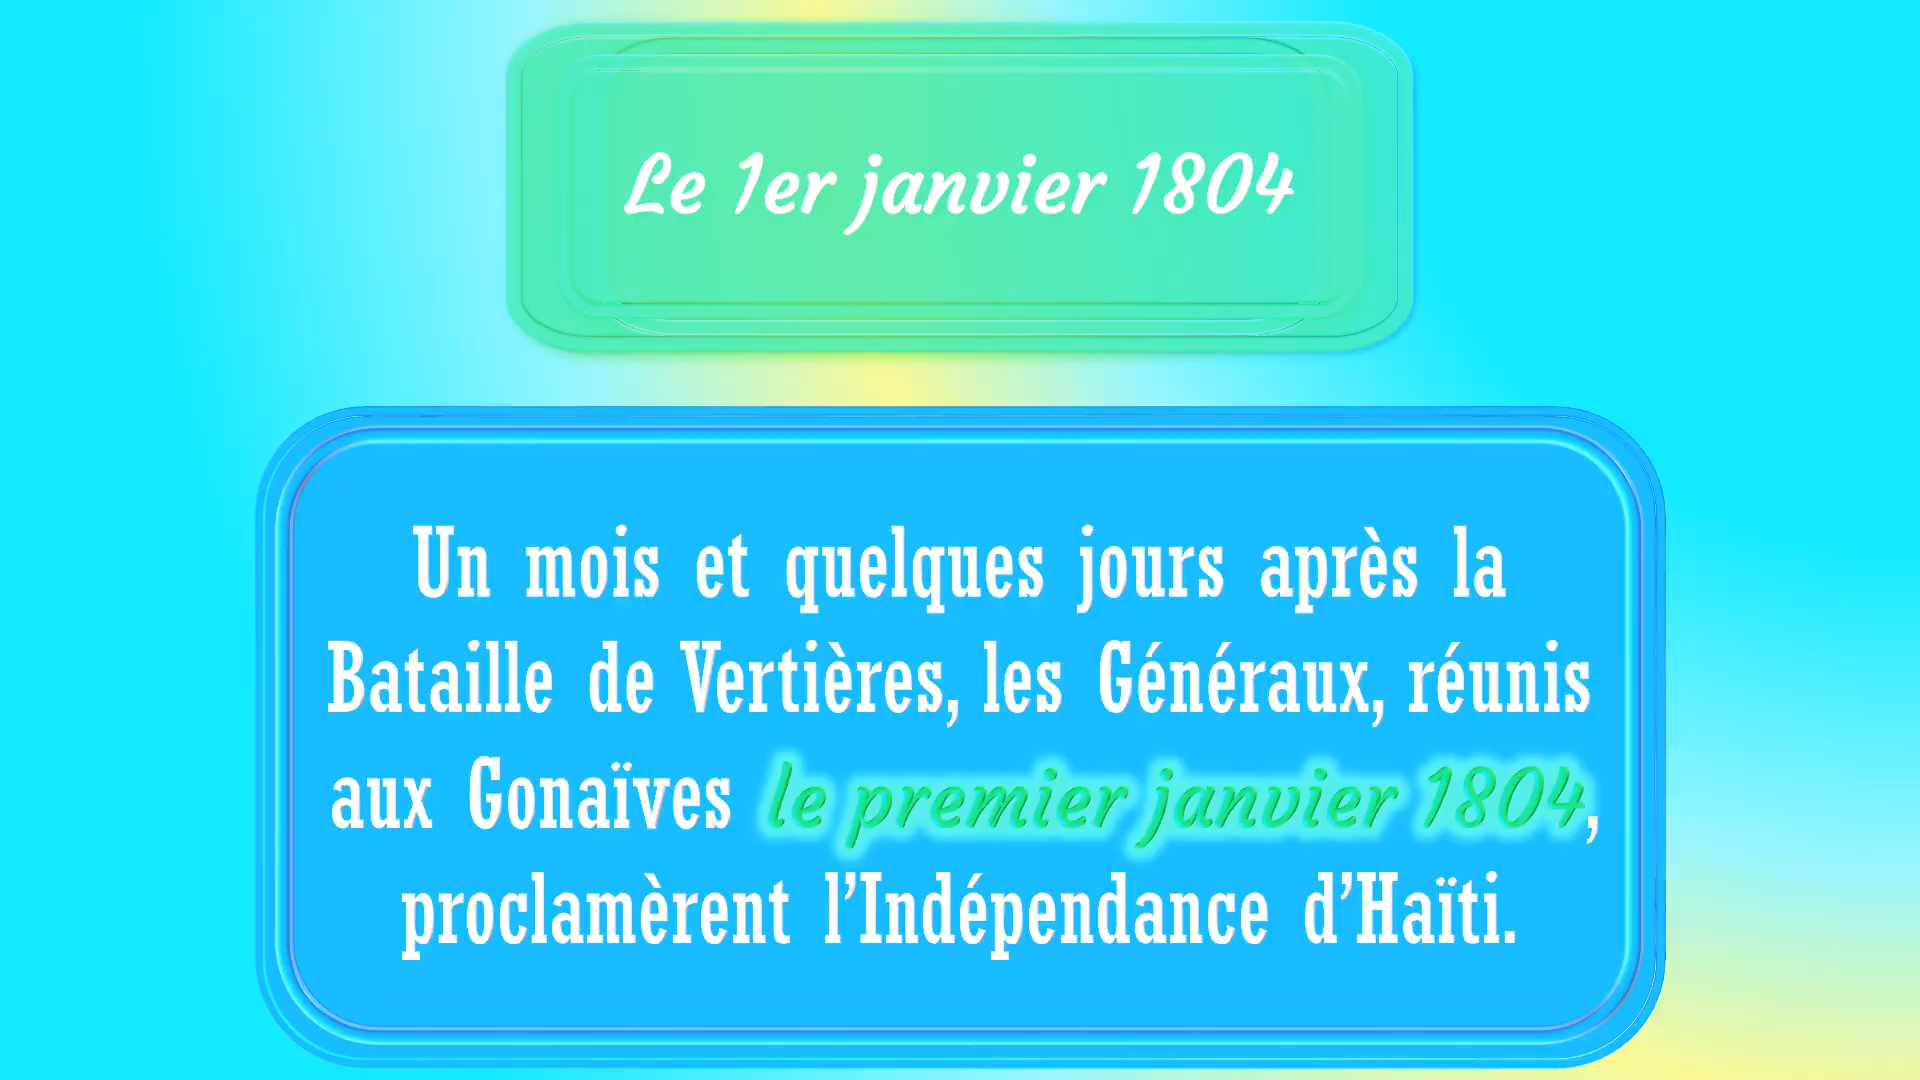 Le 1er janvier 1804
Un mois et quelques jours après la
Bataille de Vertières, les Généraux, réunis
aux Gonaïves le premier janvier 1804,
proclamèrent l’Indépendance d’Haïti.